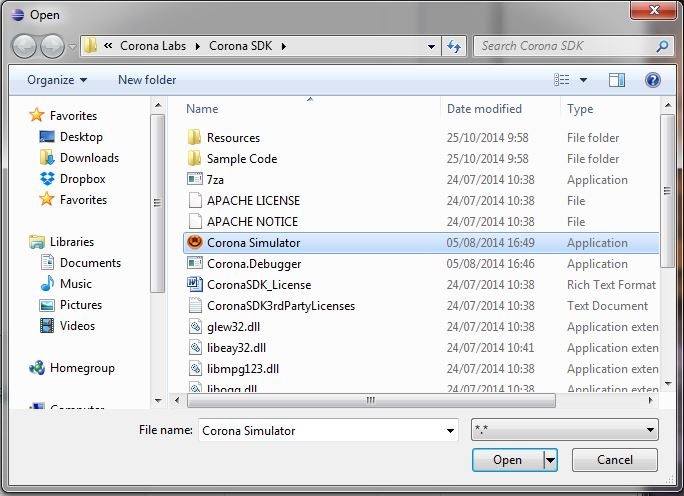 Open
« Corona Labs Corona SDK Search Corona SDK
Organize New folder
Favorites
Desktop
Downloads
Dropbox
Favorites
Libraries
Documents
Music
Pictures
Videos
Homegroup
Computer
Name Date modified Type
Resources 25/10/2014 9:58 File folder
Sample Code 25/10/2014 9:58 File folder
7za 24/07/2014 10:38 Application
APACHE LICENSE 24/07/2014 10:38 File
APACHE NOTICE 24/07/2014 10:38 File
Corona Simulator 05/08/2014 16:49 Application
Corona.Debugger 05/08/2014 16:46 Application
CoronaSDK_License 24/07/2014 10:38 Rich Text Format
CoronaSDK3rdPartyLicenses 24/07/2014 10:38 Text Document
glew32.dll 24/07/2014 10:38 Application exten
libeay32.dll 24/07/2014 10:41 Application exten
libmpg123.dll 24/07/2014 10:38 Application exten
libogg.dll 24/07/2014 10:38 Application exten
File name: Corona Simulator *.*
Open Cancel